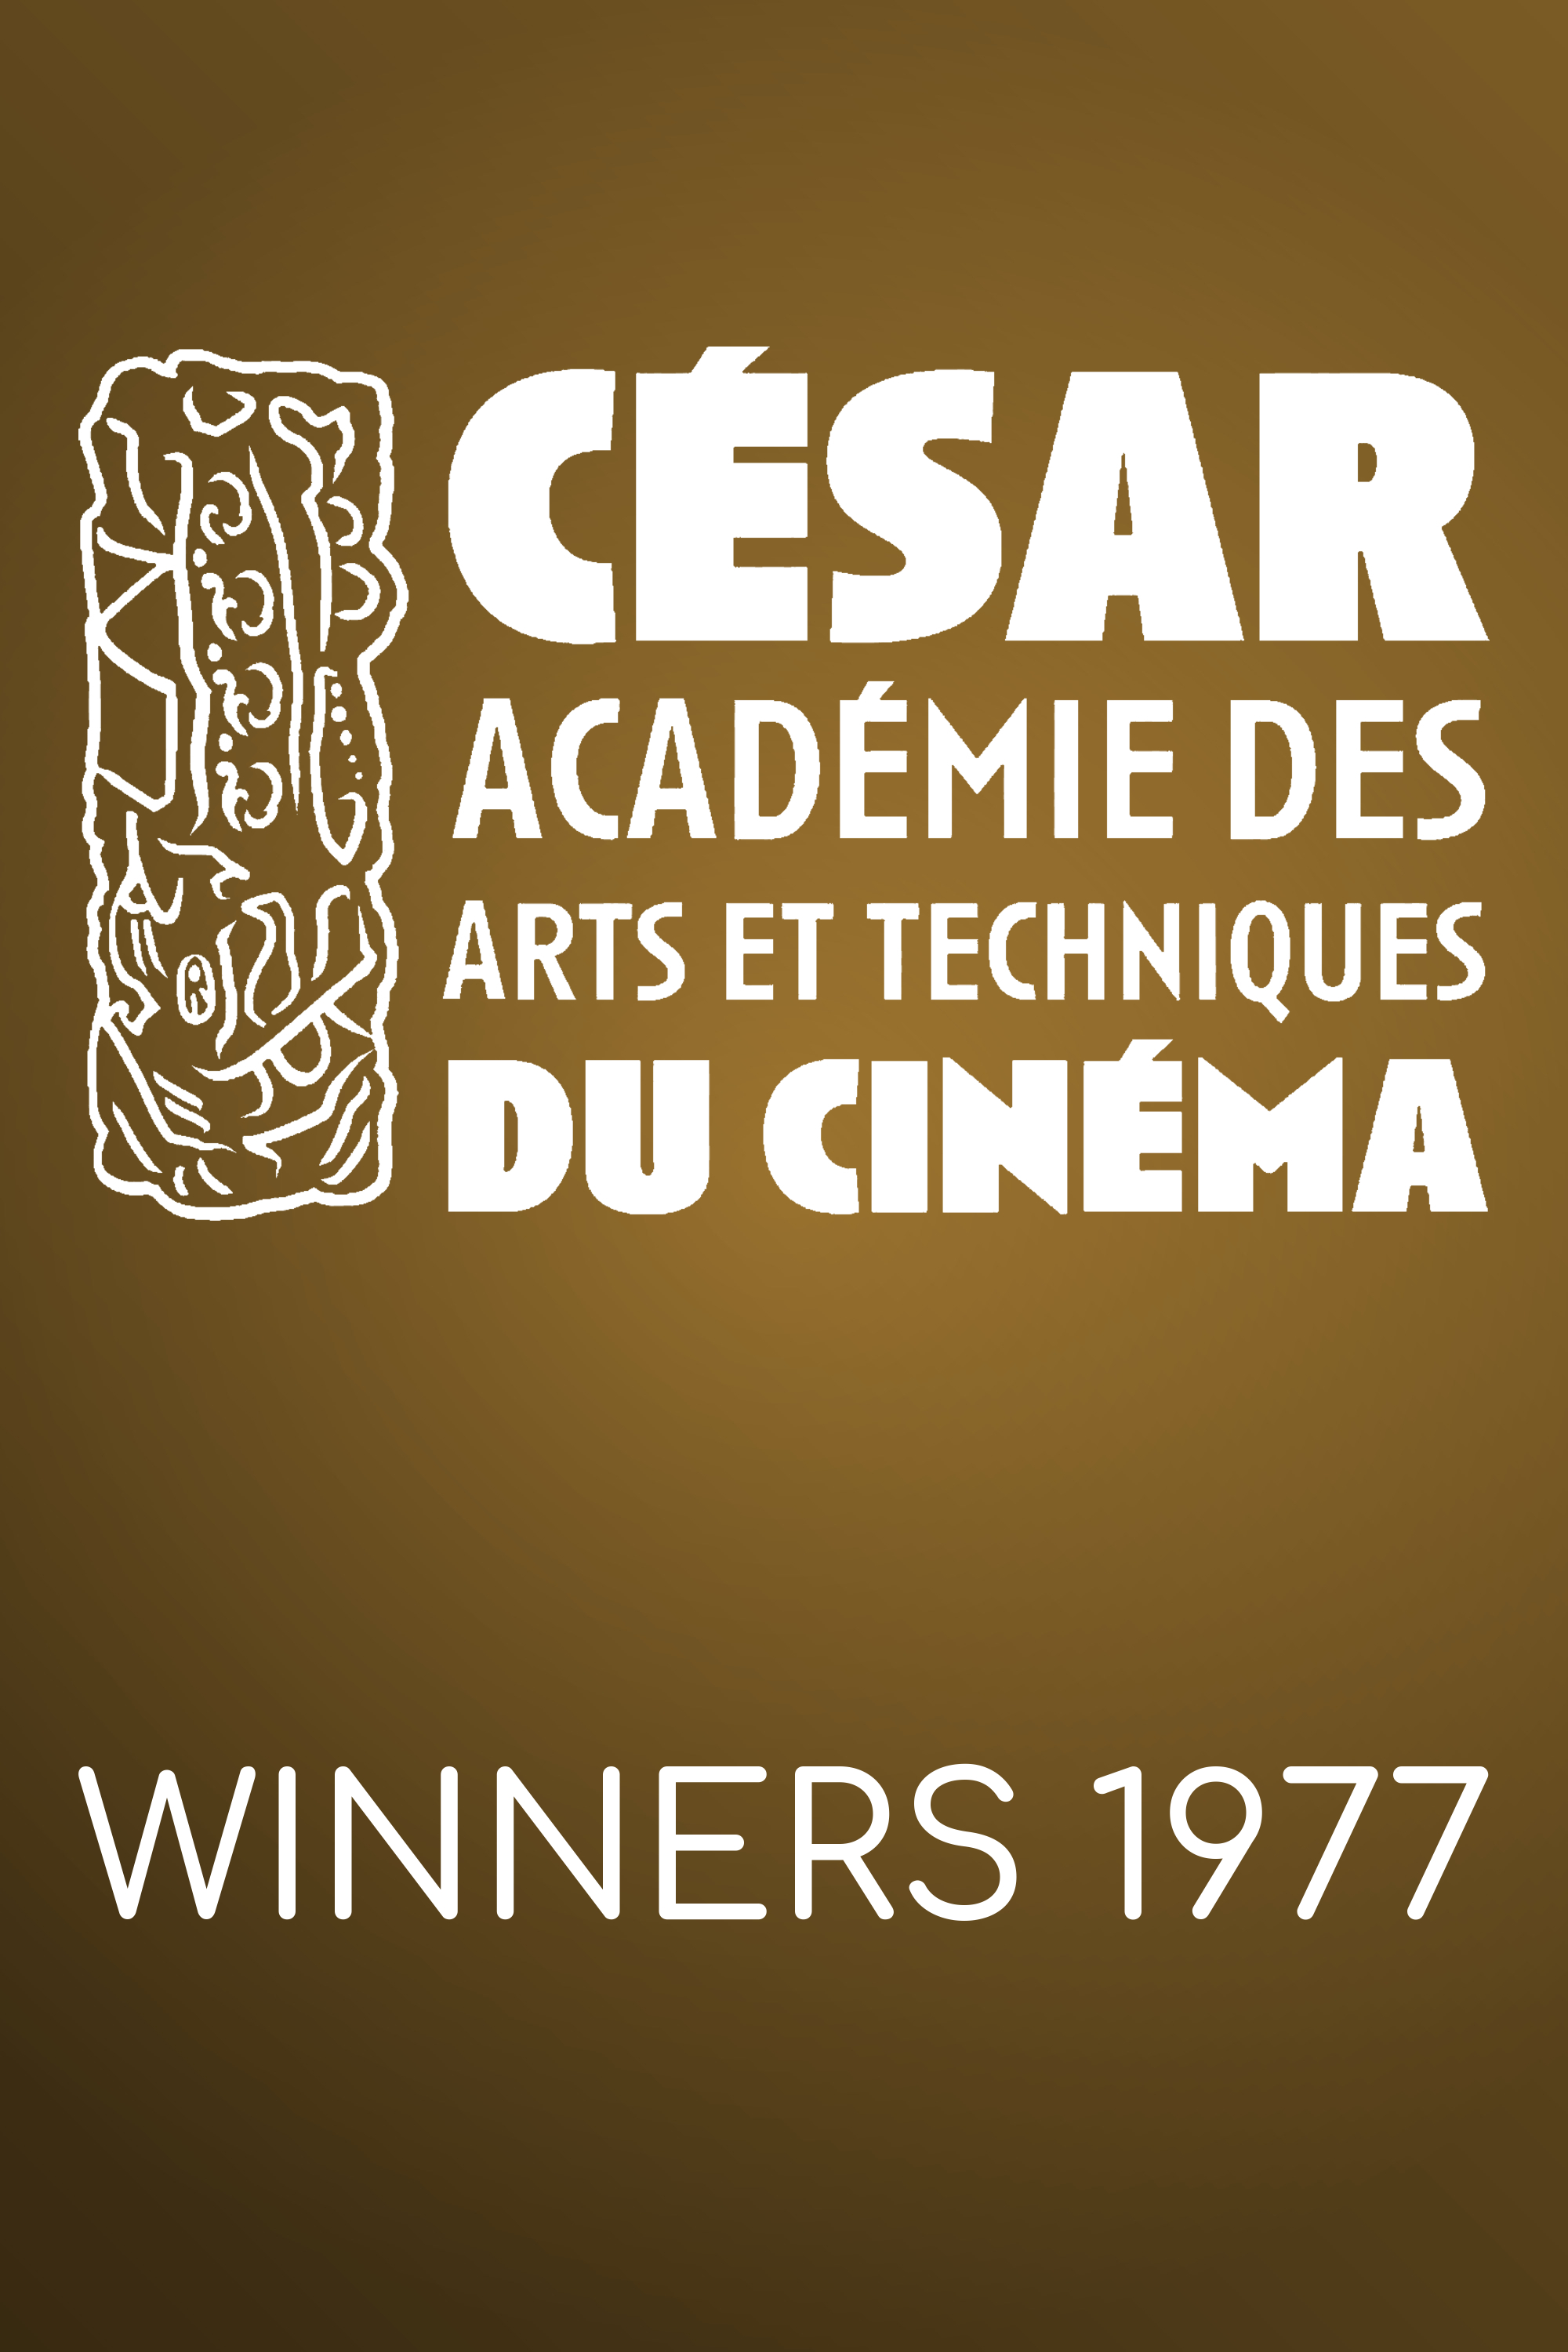 CÉSAR
ACADÉMIE DES
ARTS ET TECHNIQUES
DU CINÉMA
WINNERS 1977